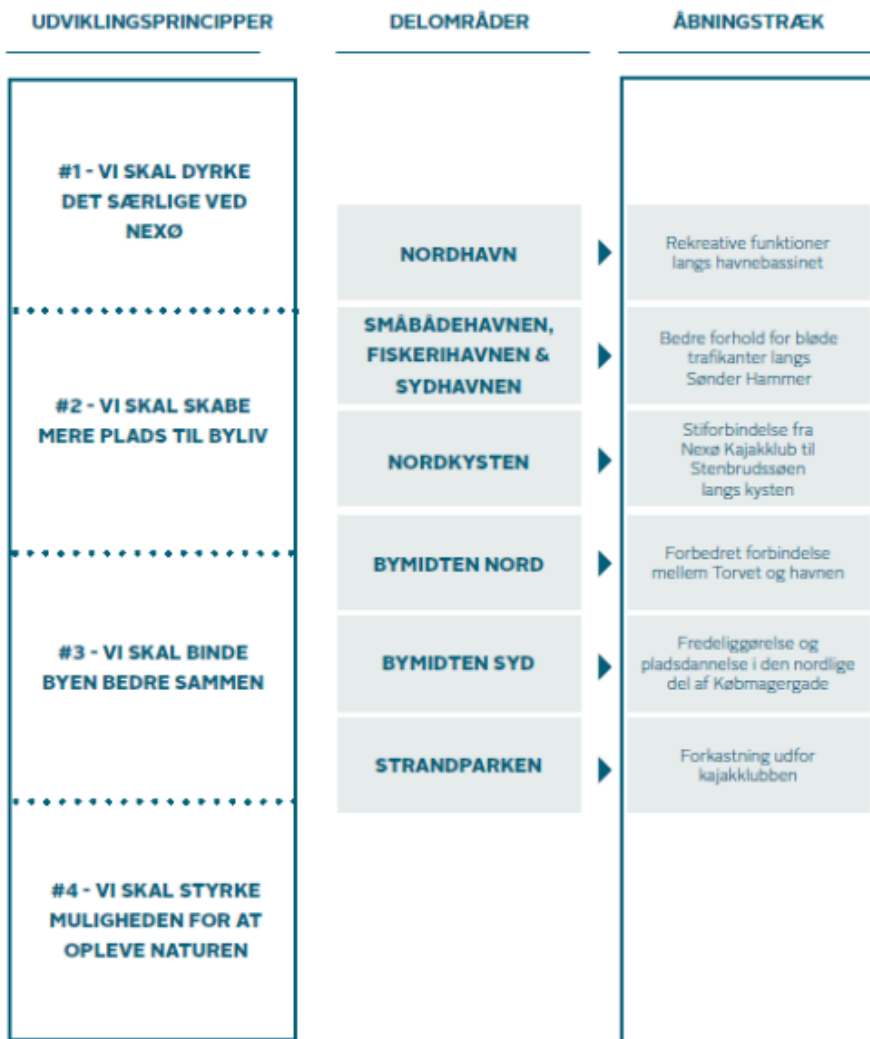 UDVIKLINGSPRINCIPPER
#1 - VI SKAL DYRKE
DET SÆRLIGE VED
NEXØ
#2 - VI SKAL SKABE
MERE PLADS TIL BYLIV
#3 - VI SKAL BINDE
BYEN BEDRE SAMMEN
#4 - VI SKAL STYRKE
MULIGHEDEN FOR AT
OPLEVE NATUREN
DELOMRÅDER
NORDHAVN
SMÅBÅDEHAVNEN,
FISKERIHAVNEN &
SYDHAVNEN
NORDKYSTEN
BYMIDTEN NORD
BYMIDTEN SYD
STRANDPARKEN
ÅBNINGSTRÆK
Rekreative funktioner
langs havnebassinet
Bedre forhold for bløde
trafikanter langs
Sønder Hammer
Stiforbindelse fra
Nexø Kajakklub til
Stenbrudssøen
langs kysten
Forbedret forbindelse
mellem Torvet og havnen
Fredeliggørelse og
pladsdannelse i den nordlige
del af Købmagergade
Forkastning udfor
kajakklubben